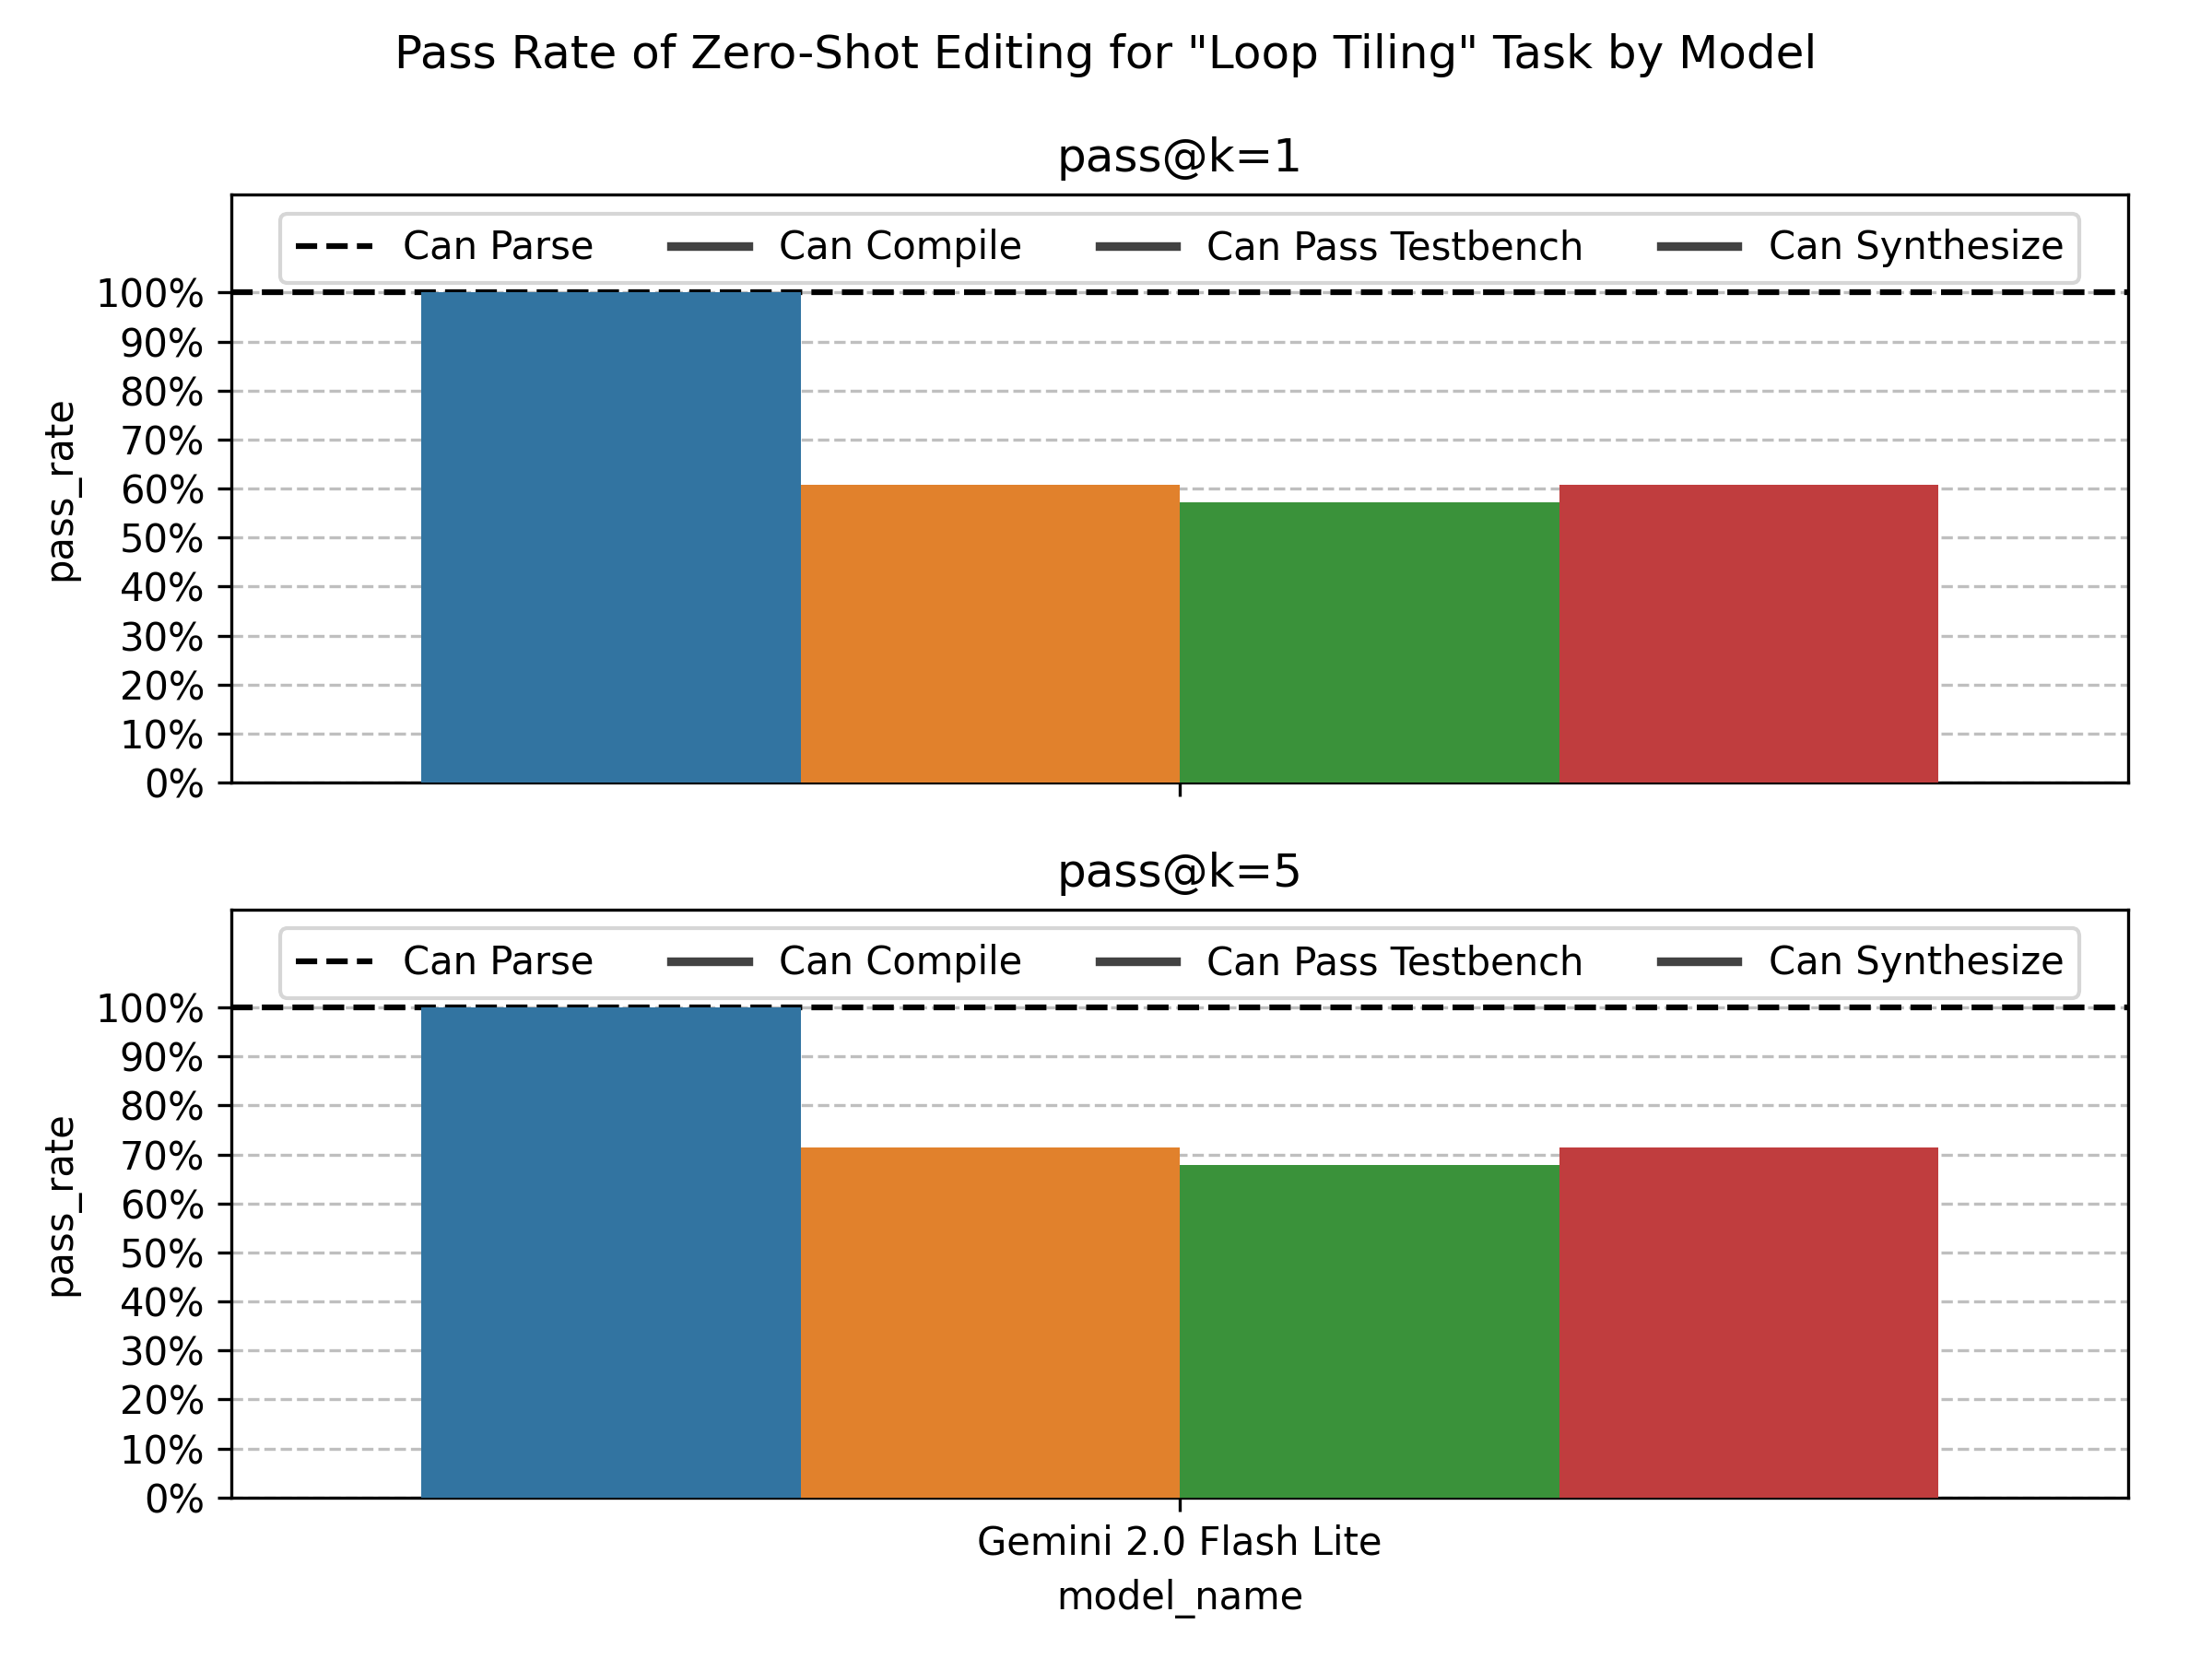 Pass Rate of Zero-Shot Editing for "Loop Tiling" Task by Model
pass@k=1
Can Parse Can Compile Can Pass Testbench Can Synthesize
100%
90%
80%
70%
60%
50%
40%
30%
20%
10%
0%
pass_rate
pass@k=5
Can Parse Can Compile Can Pass Testbench Can Synthesize
100%
90%
80%
70%
60%
50%
40%
30%
20%
10%
0%
pass_rate
Gemini 2.0 Flash Lite
model_name